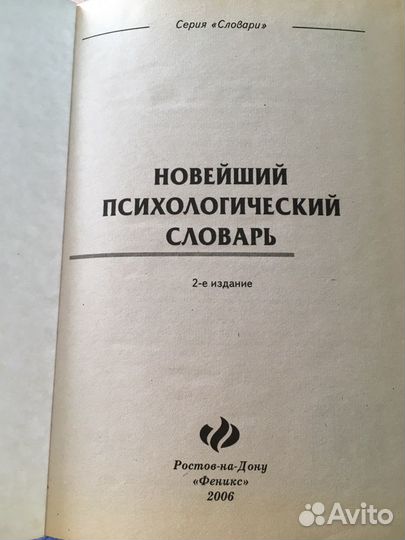 Серия «Словари»
НОВЕЙШИЙ
ПСИХОЛОГИЧЕСКИЙ
СЛОВАРЬ
2-е издание
Ростов-на-Дону
«Феникс»
2006
Avito